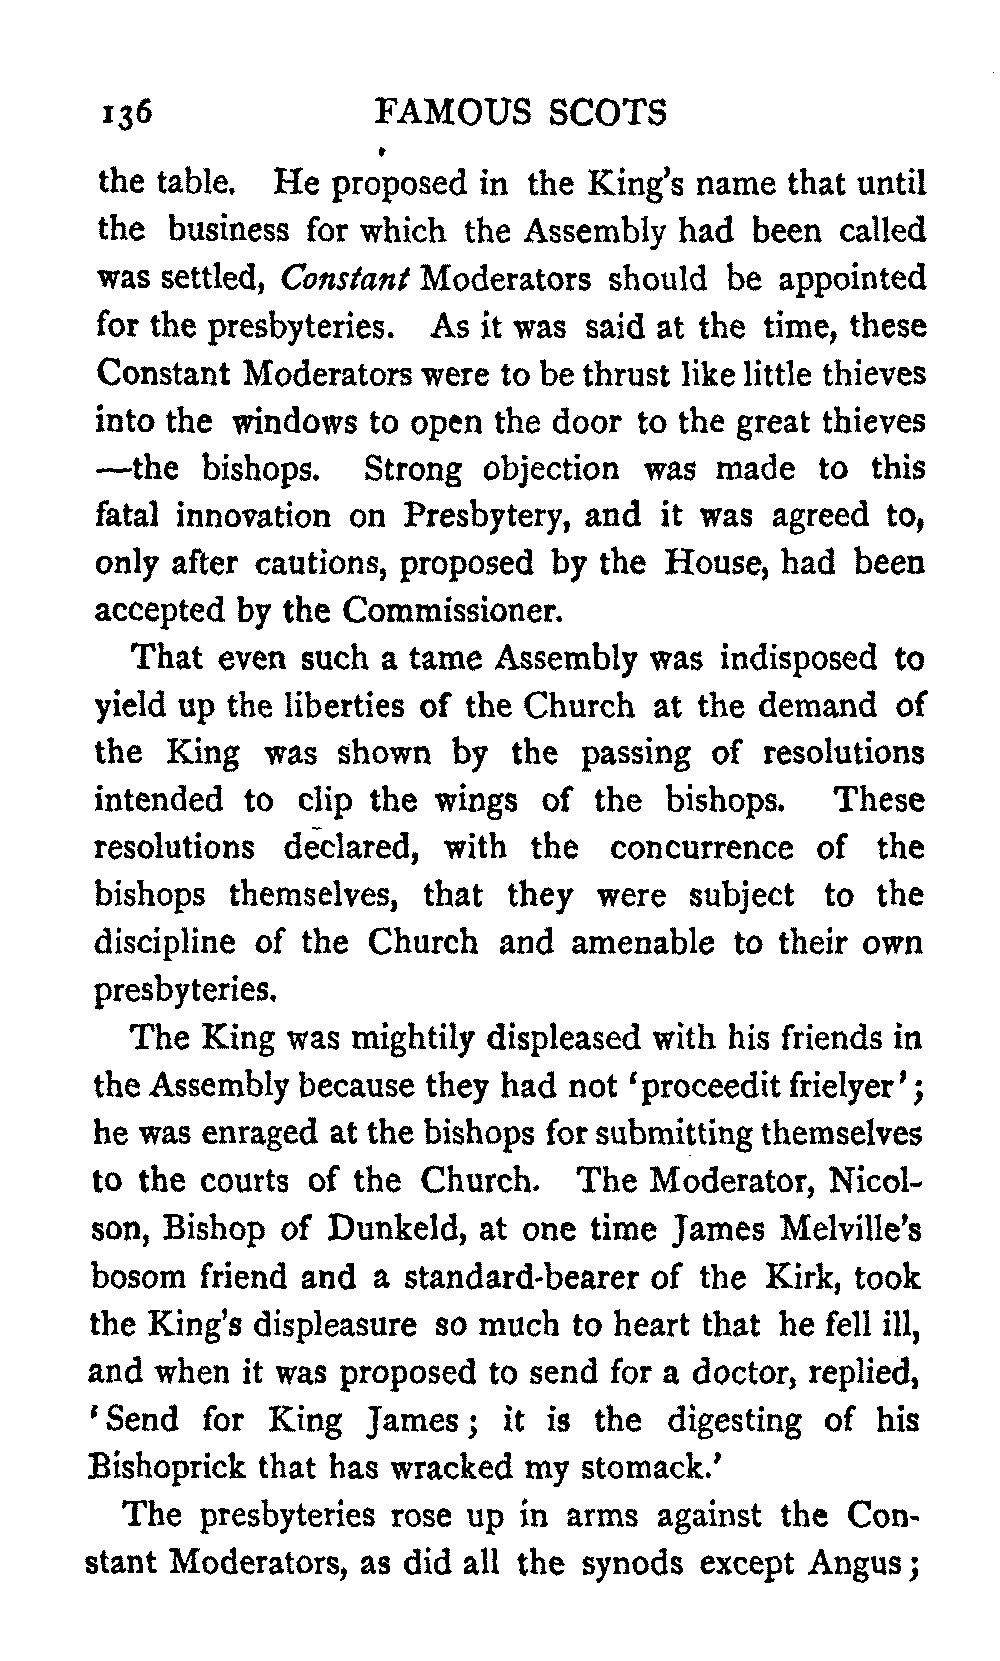 136 FAMOUS SCOTS
the table. He proposed in the King's name that until
the business for which the Assembly had been called
was settled, Constant Moderators should be appointed
for the presbyteries. As it was said at the time, these
Constant Moderators were to be thrust like little thieves
into the windows to open the door to the great thieves
—the bishops. Strong objection was made to this
fatal innovation on Presbytery, and it was agreed to,
only after cautions, proposed by the House, had been
accepted by the Commissioner.
That even such a tame Assembly was indisposed to
yield up the liberties of the Church at the demand of
the King was shown by the passing of resolutions
intended to clip the wings of the bishops. These
resolutions declared, with the concurrence of the
bishops themselves, that they were subject to the
discipline of the Church and amenable to their own
presbyteries.
The King was mightily displeased with his friends in
the Assembly because they had not 'proceedit frielyer';
he was enraged at the bishops for submitting themselves
to the courts of the Church. The Moderator, Nicol-
son, Bishop of Dunkeld, at one time James Melville's
bosom friend and a standard-bearer of the Kirk, took
the King's displeasure so much to heart that he fell ill,
and when it was proposed to send for a doctor, replied,
'Send for King James; it is the digesting of his
Bishoprick that has wracked my stomack.'
The presbyteries rose up in arms against the Con-
stant Moderators, as did all the synods except Angus;